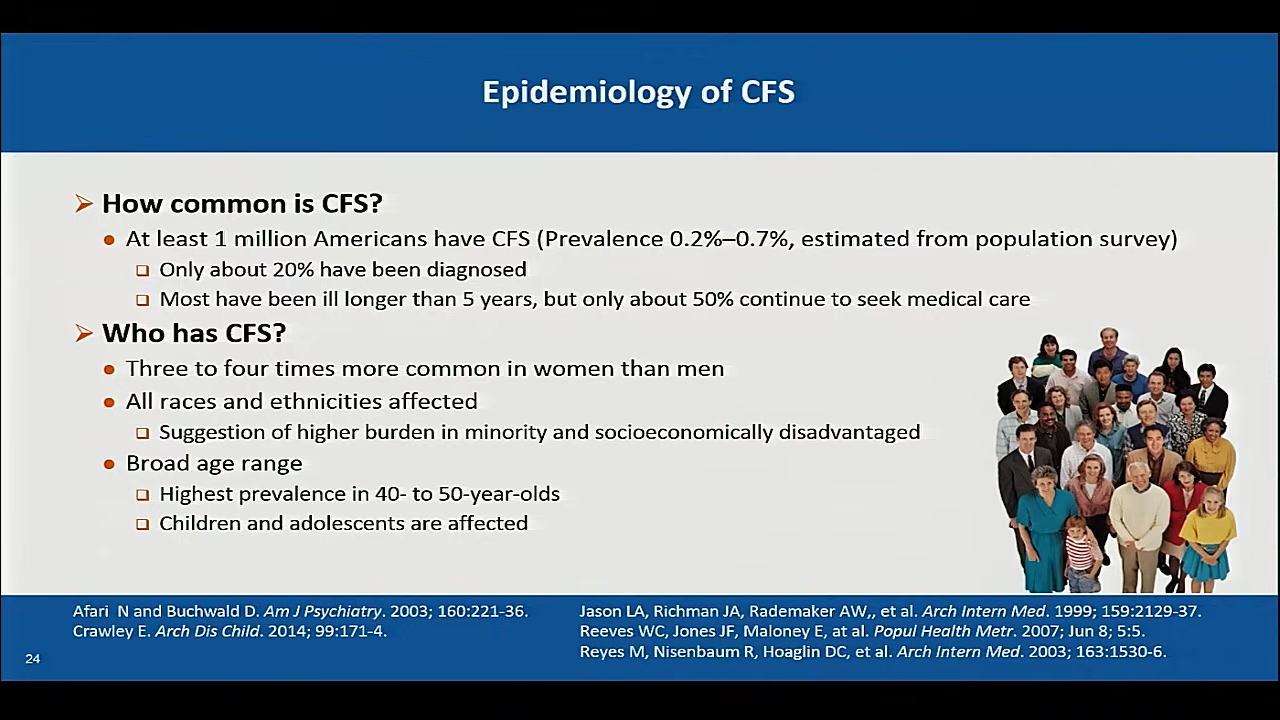 Epidemiology of CFS
How common is CFS?
At least 1 million Americans have CFS (Prevalence 0.2%–0.7%, estimated from population survey)
Only about 20% have been diagnosed
Most have been ill longer than 5 years, but only about 50% continue to seek medical care
Who has CFS?
Three to four times more common in women than men
All races and ethnicities affected
Suggestion of higher burden in minority and socioeconomically disadvantaged
Broad age range
Highest prevalence in 40- to 50-year-olds
Children and adolescents are affected
Afari N and Buchwald D. Am J Psychiatry. 2003; 160:221-36.
Crawley E. Arch Dis Child. 2014; 99:171-4.
Jason LA, Richman JA, Rademaker AW,, et al. Arch Intern Med. 1999; 159:2129-37.
Reeves WC, Jones JF, Maloney E, at al. Popul Health Metr. 2007; Jun 8; 5:5.
Reyes M, Nisenbaum R, Hoaglin DC, et al. Arch Intern Med. 2003; 163:1530-6.
24